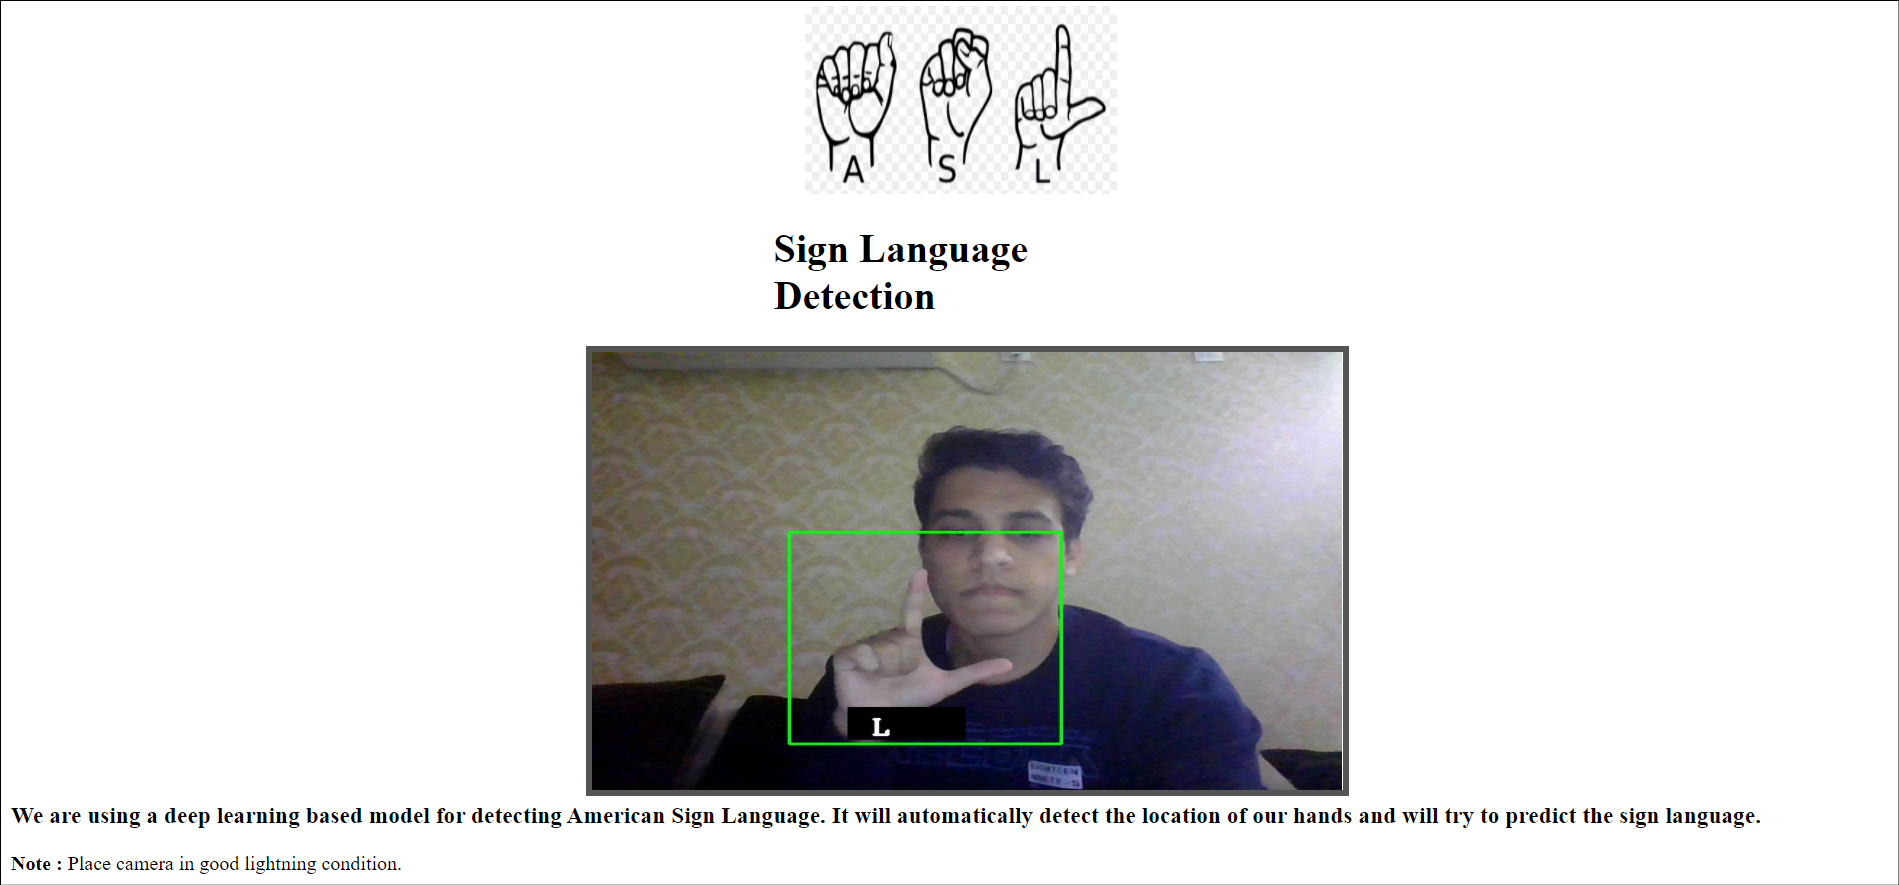 A S L
Sign Language
Detection
L
EIGHTEEN
NINETY
We are using a deep learning based model for detecting American Sign Language. It will automatically detect the location of our hands and will try to predict the sign language.
Note : Place camera in good lightning condition.